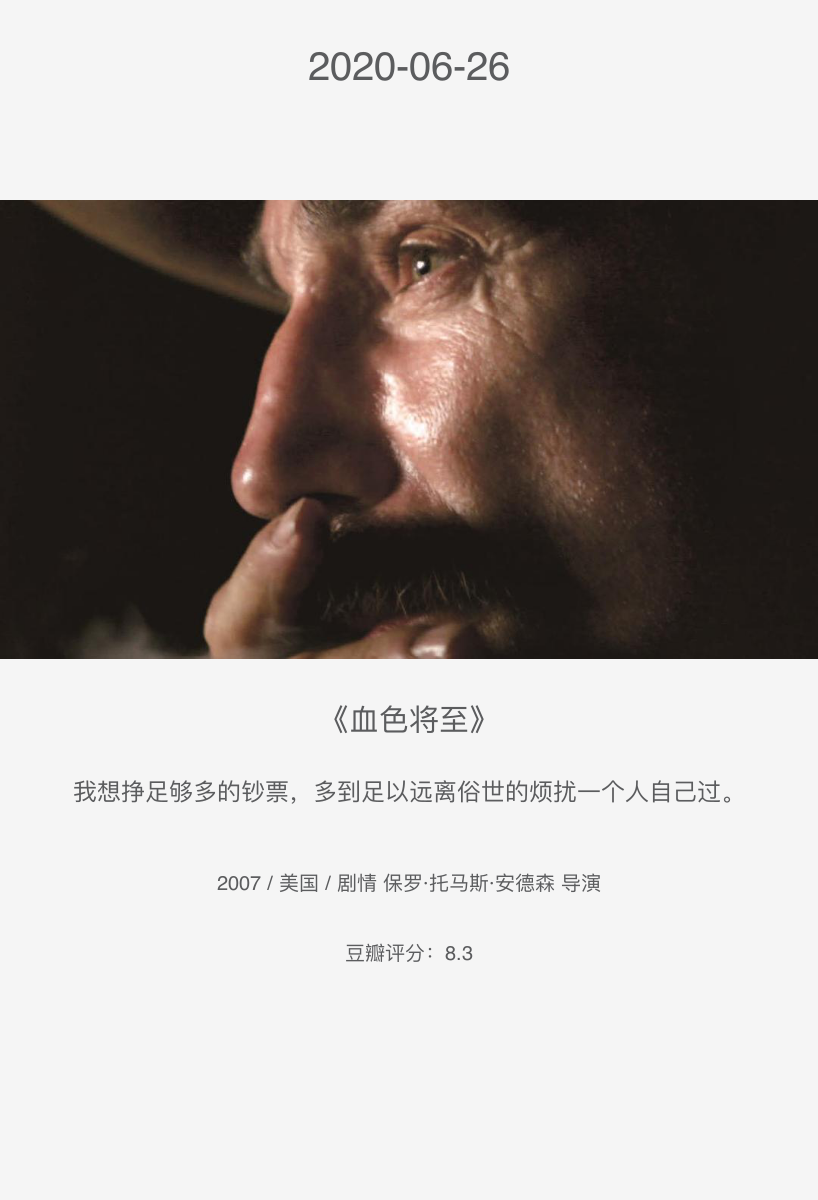 2020-06-26
《血色将至》
我想挣足够多的钞票，多到足以远离俗世的烦扰一个人自己过。
2007 / 美国 / 剧情 保罗·托马斯·安德森 导演
豆瓣评分：8.3